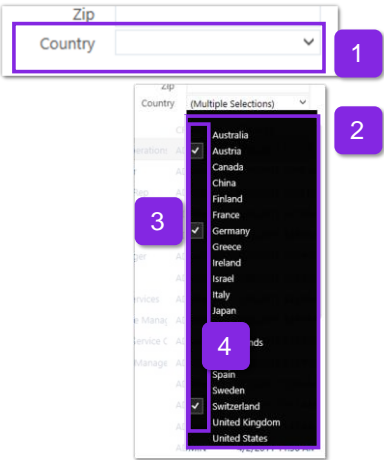 Zip
Country
1
Zip
Country (Multiple Selections)
2
Australia
Austria
Canada
China
Finland
France
3
Germany
Greece
Ireland
Israel
Italy
Japan
4
Spain
Sweden
Switzerland
United Kingdom
United States